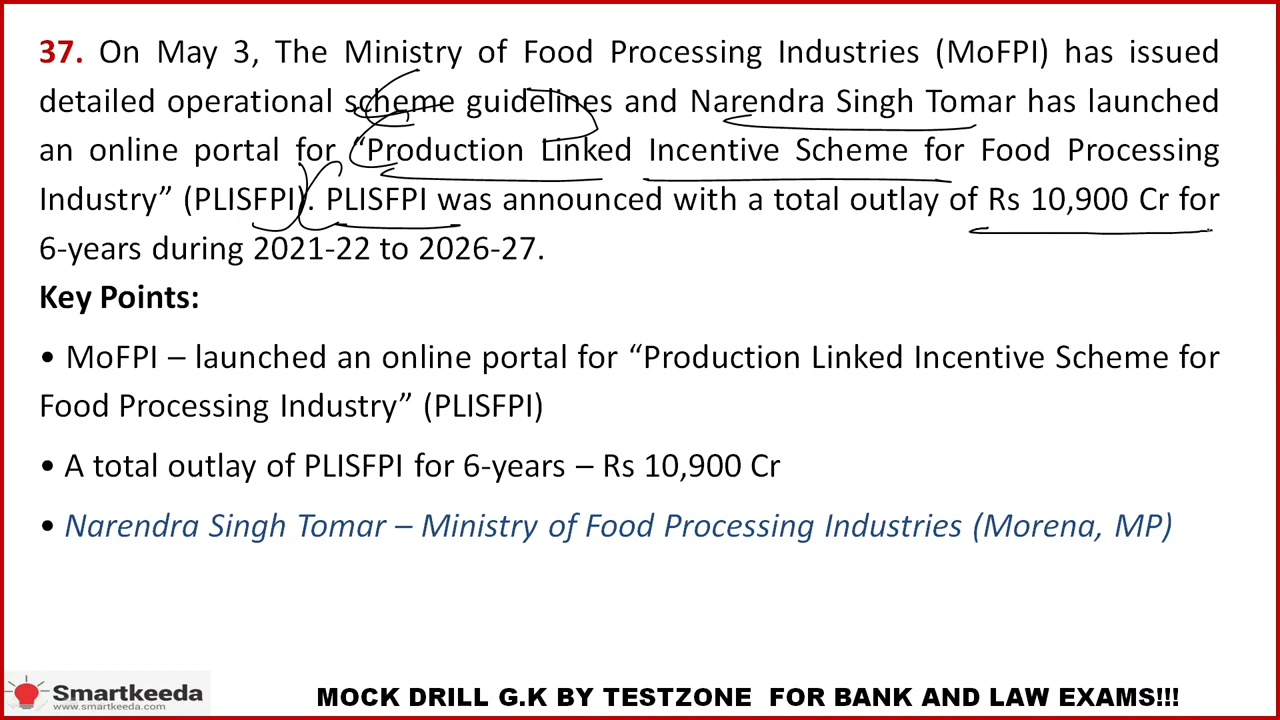 37. On May 3, The Ministry of Food Processing Industries (MoFPI) has issued
detailed operational scheme guidelines and Narendra Singh Tomar has launched
an online portal for “Production Linked Incentive Scheme for Food Processing
Industry” (PLISFPI). PLISFPI was announced with a total outlay of Rs 10,900 Cr for
6-years during 2021-22 to 2026-27.
Key Points:
• MoFPI – launched an online portal for “Production Linked Incentive Scheme for
Food Processing Industry” (PLISFPI)
• A total outlay of PLISFPI for 6-years – Rs 10,900 Cr
• Narendra Singh Tomar – Ministry of Food Processing Industries (Morena, MP)
Smartkeeda
www.smartkeeda.com
MOCK DRILL G.K BY TESTZONE FOR BANK AND LAW EXAMS!!!